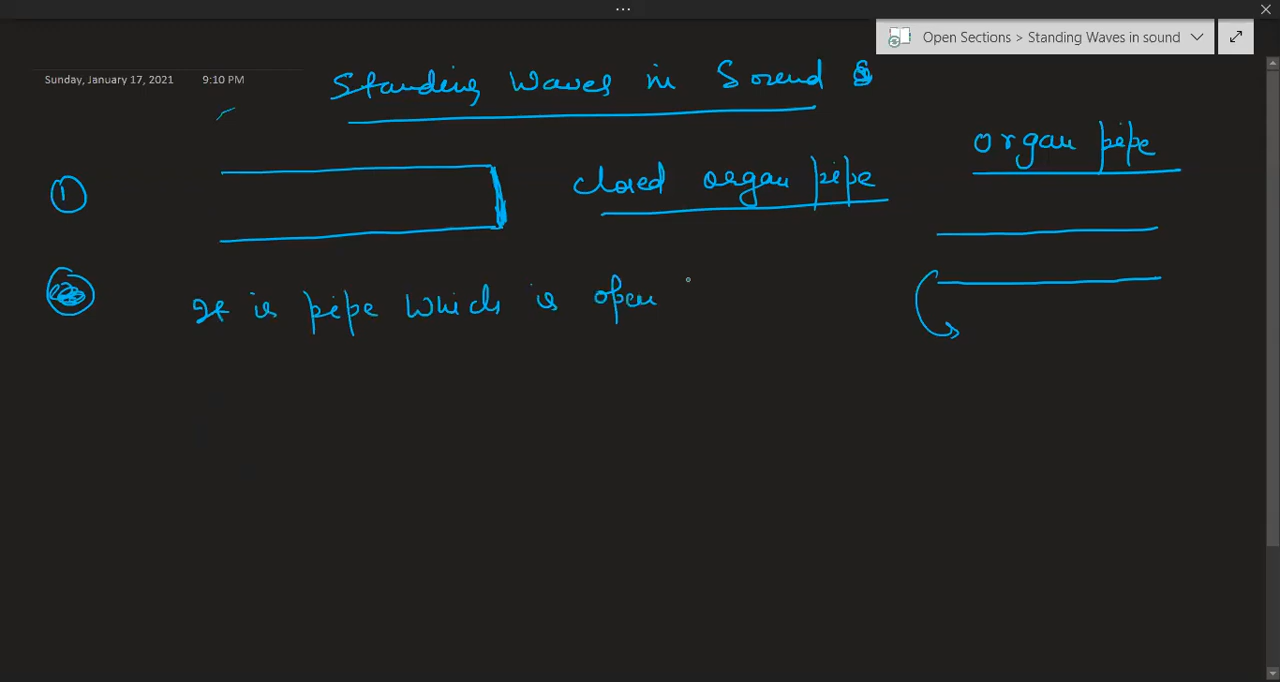 Open Sections > Standing Waves in sound
Sunday, January 17, 2021 9:10 PM
Standing Waves in Sound
organ pipe
① closed organ pipe
It is pipe which is open